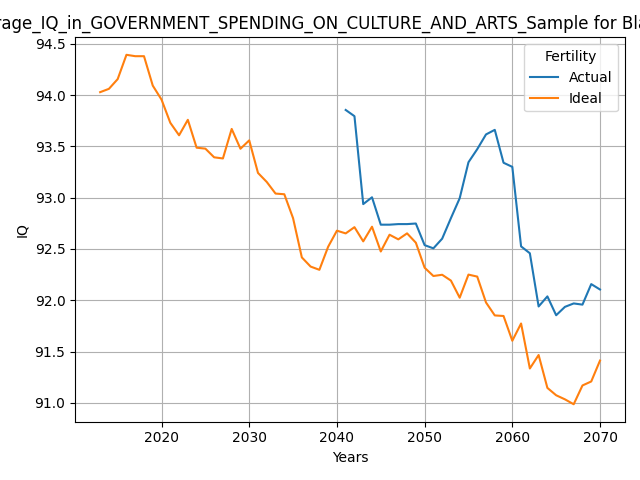 rage_IQ_in_GOVERNMENT_SPENDING_ON_CULTURE_AND_ARTS_Sample for Bla
Fertility
Actual
Ideal
94.5
94.0
93.5
93.0
92.5
92.0
91.5
91.0
IQ
2020 2030 2040 2050 2060 2070
Years